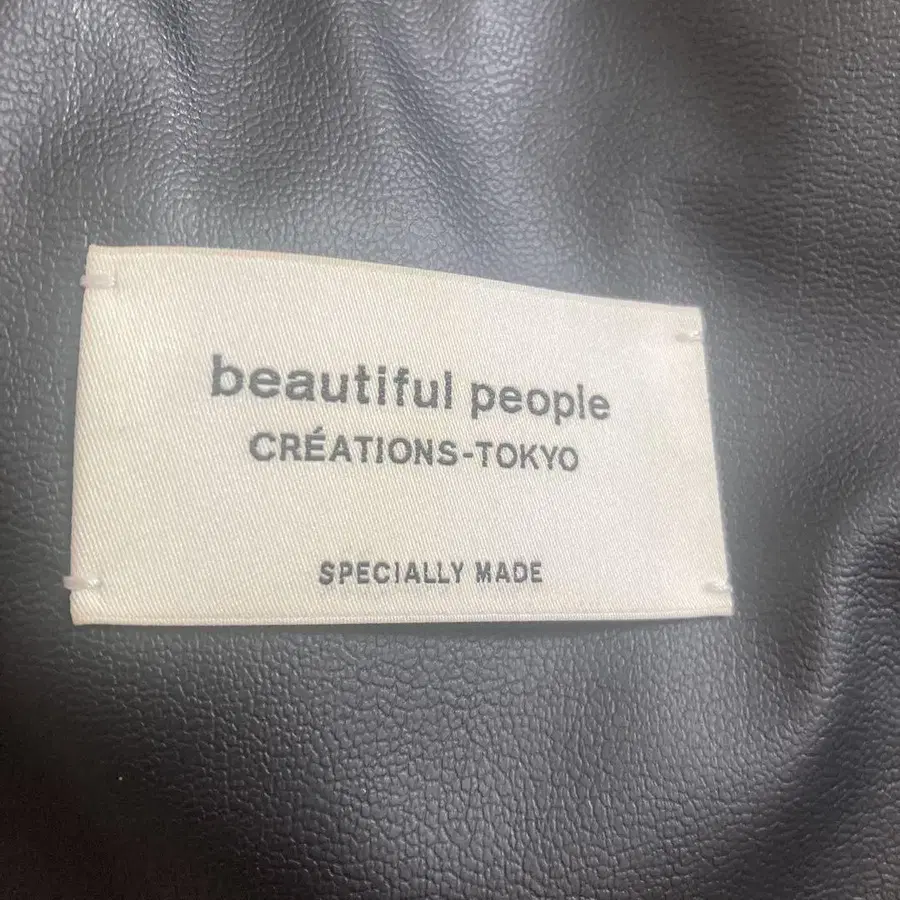 beautiful people
CRÉATIONS-TOKYO
SPECIALLY MADE